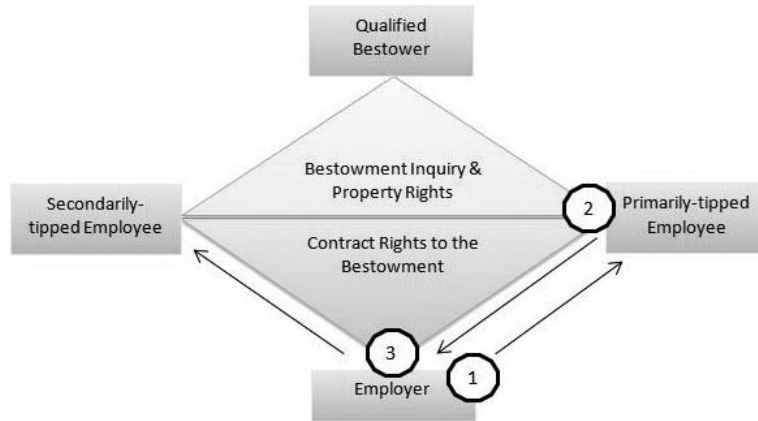 Qualified
Bestower
Bestowment Inquiry &
Property Rights
Secondarily-
tipped Employee
2
Primarily-tipped
Employee
Contract Rights to the
Bestowment
3
1
Employer